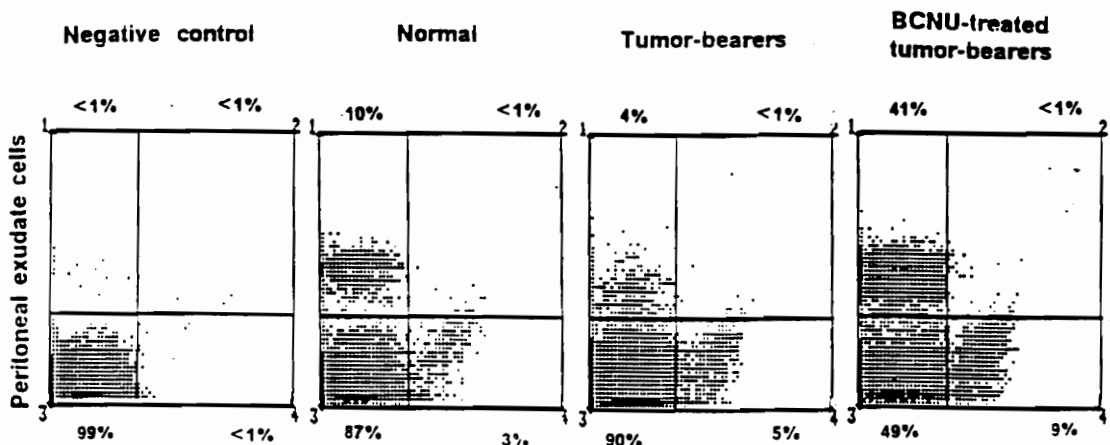 Negative control
Normal
Tumor-bearers
BCNU-treated
tumor-bearers
<1% <1%
10% <1%
4% <1%
41% <1%
1 2
1 2
1 2
1 2
Peritoneal exudate cells
3 4
3 4
3 4
3 4
99% <1%
87% 3%
90% 5%
49% 9%